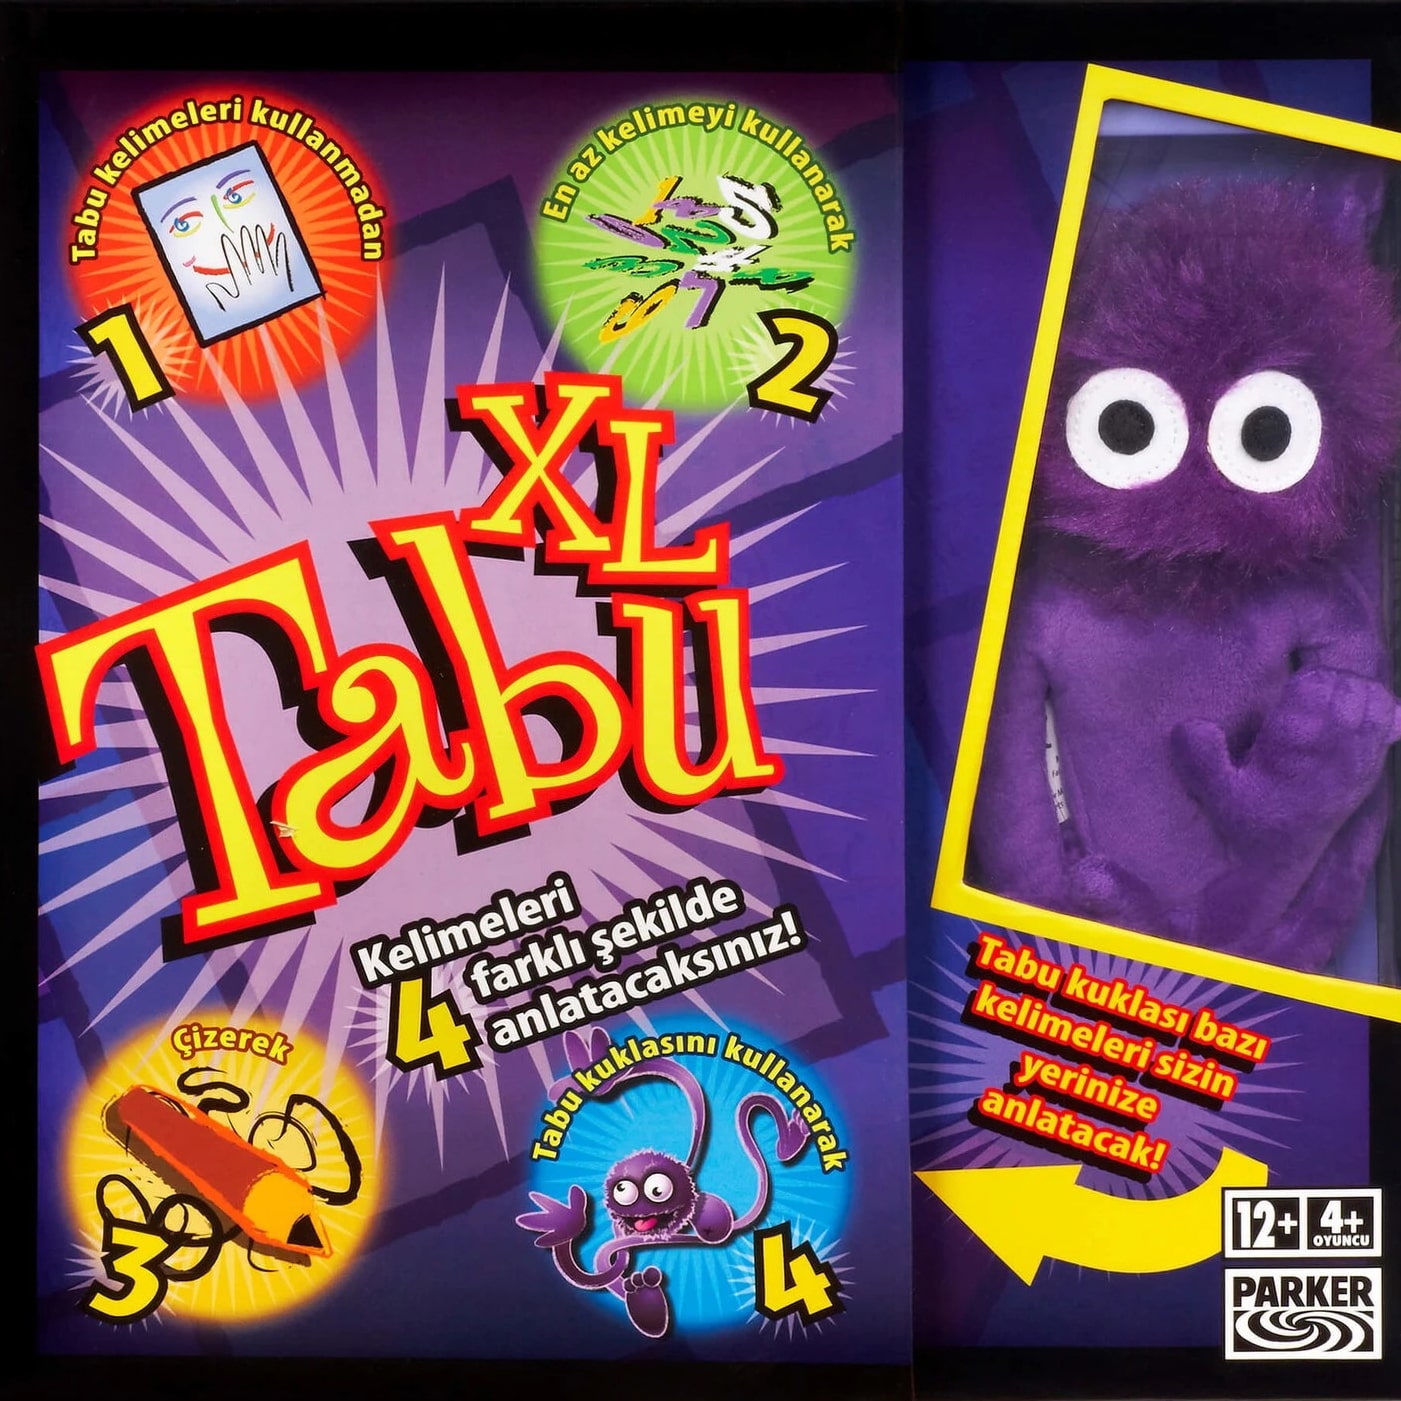 Tabu kelimeleri kullanmadan
1
En az kelimeyi kullanarak
2
XL
Tabu
Kelimeleri
4 farklı şekilde
anlatacaksınız!
Çizerek
3
Tabu kuklasını kullanarak
4
Tabu kuklası bazı
kelimeleri sizin
yerinize
anlatacak!
12+
4+
OYUNCU
PARKER